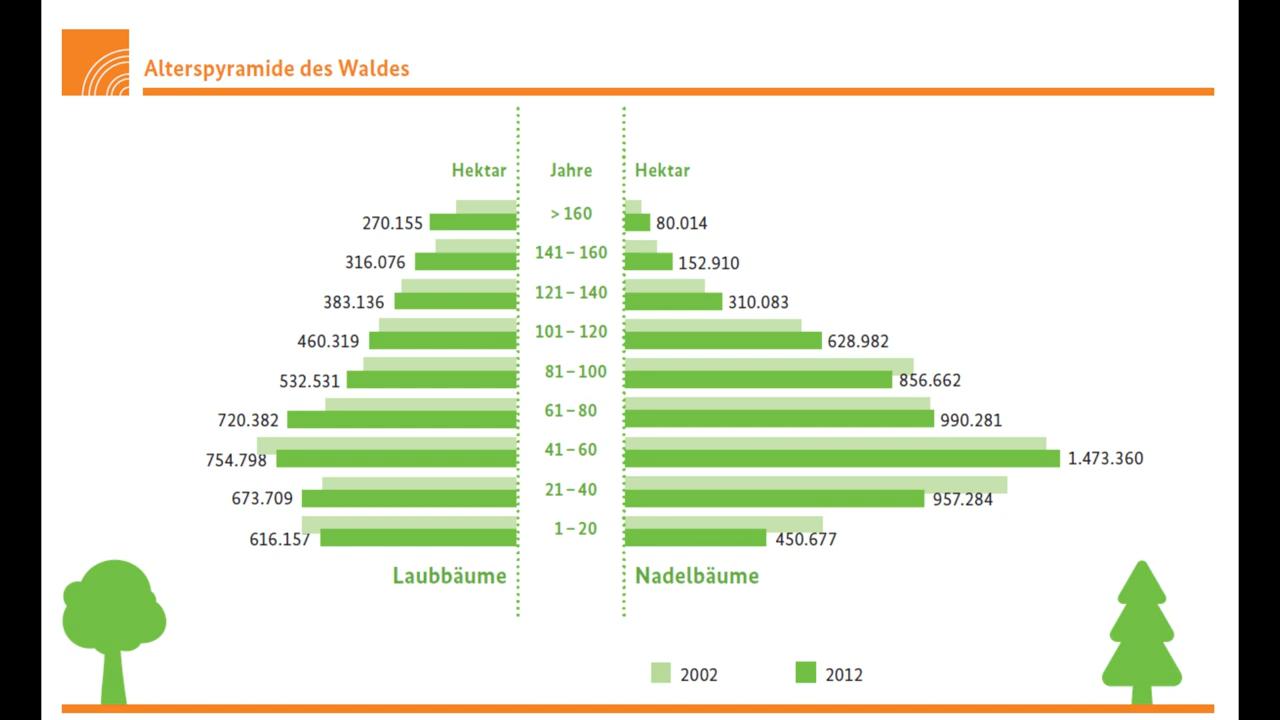 Alterspyramide des Waldes
Hektar Jahre Hektar
270.155 > 160 80.014
316.076 141 – 160 152.910
383.136 121 – 140 310.083
460.319 101 – 120 628.982
532.531 81 – 100 856.662
720.382 61 – 80 990.281
754.798 41 – 60 1.473.360
673.709 21 – 40 957.284
616.157 1 – 20 450.677
Laubbäume Nadelbäume
2002 2012